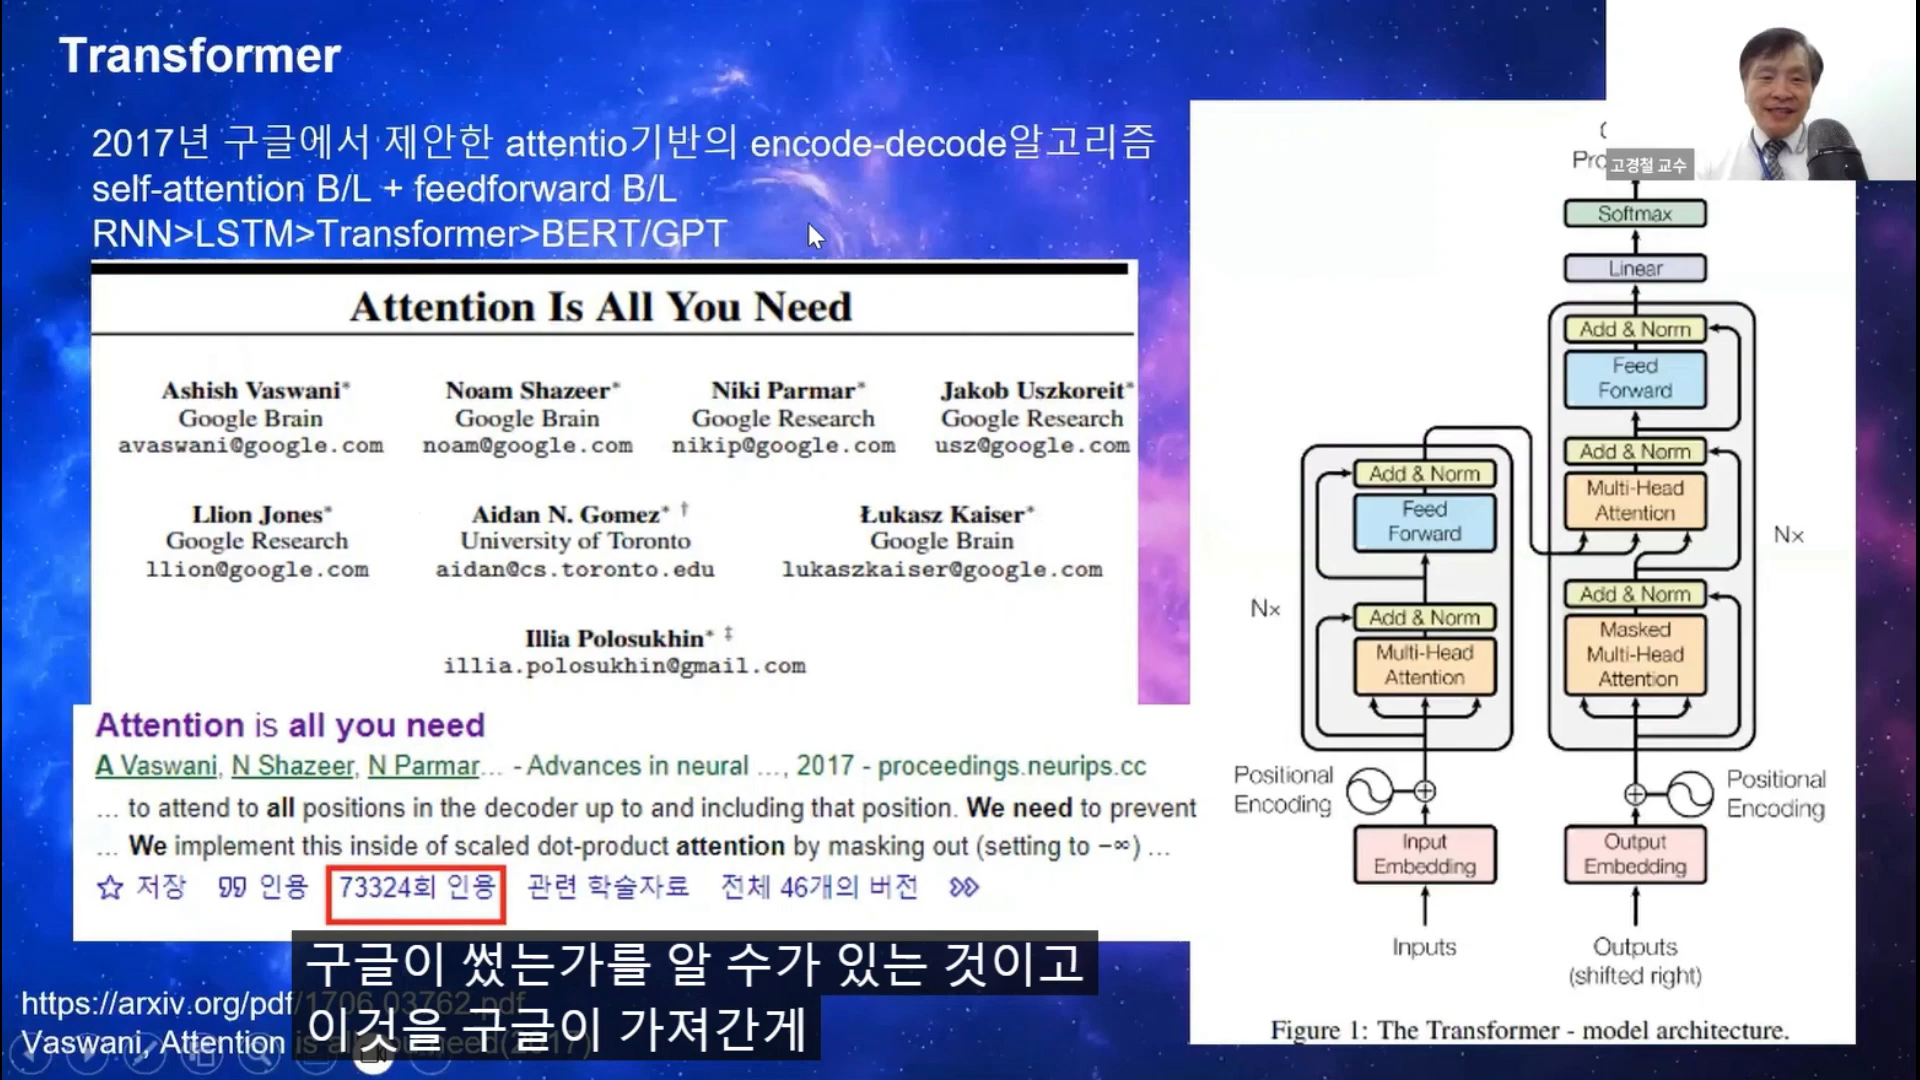 Transformer
2017년 구글에서 제안한 attentio기반의 encode-decode알고리즘
self-attention B/L + feedforward B/L
RNN>LSTM>Transformer>BERT/GPT
고경철 교수
Attention Is All You Need
Ashish Vaswani* Noam Shazeer* Niki Parmar* Jakob Uszkoreit*
Google Brain Google Brain Google Research Google Research
avaswani@google.com noam@google.com nikip@google.com usz@google.com
Llion Jones* Aidan N. Gomez* † Łukasz Kaiser*
Google Research University of Toronto Google Brain
llion@google.com aidan@cs.toronto.edu lukaszkaiser@google.com
Illia Polosukhin* ‡
illia.polosukhin@gmail.com
Attention is all you need
A Vaswani, N Shazeer, N Parmar… - Advances in neural …, 2017 - proceedings.neurips.cc
… to attend to all positions in the decoder up to and including that position. We need to prevent
… We implement this inside of scaled dot-product attention by masking out (setting to −∞) …
저장 인용 73324회 인용 관련 학술자료 전체 46개의 버전
Softmax
Linear
Add & Norm
Feed
Forward
Add & Norm
Multi-Head
Attention
Nx
Add & Norm
Masked
Multi-Head
Attention
Add & Norm
Feed
Forward
Nx
Add & Norm
Multi-Head
Attention
Positional
Encoding
Positional
Encoding
Input
Embedding
Output
Embedding
Inputs
Outputs
(shifted right)
Figure 1: The Transformer - model architecture.
https://arxiv.org/pdf/1706.03762.pdf
Vaswani, Attention is all you need(2017)
구글이 썼는가를 알 수가 있는 것이고
이것을 구글이 가져간게